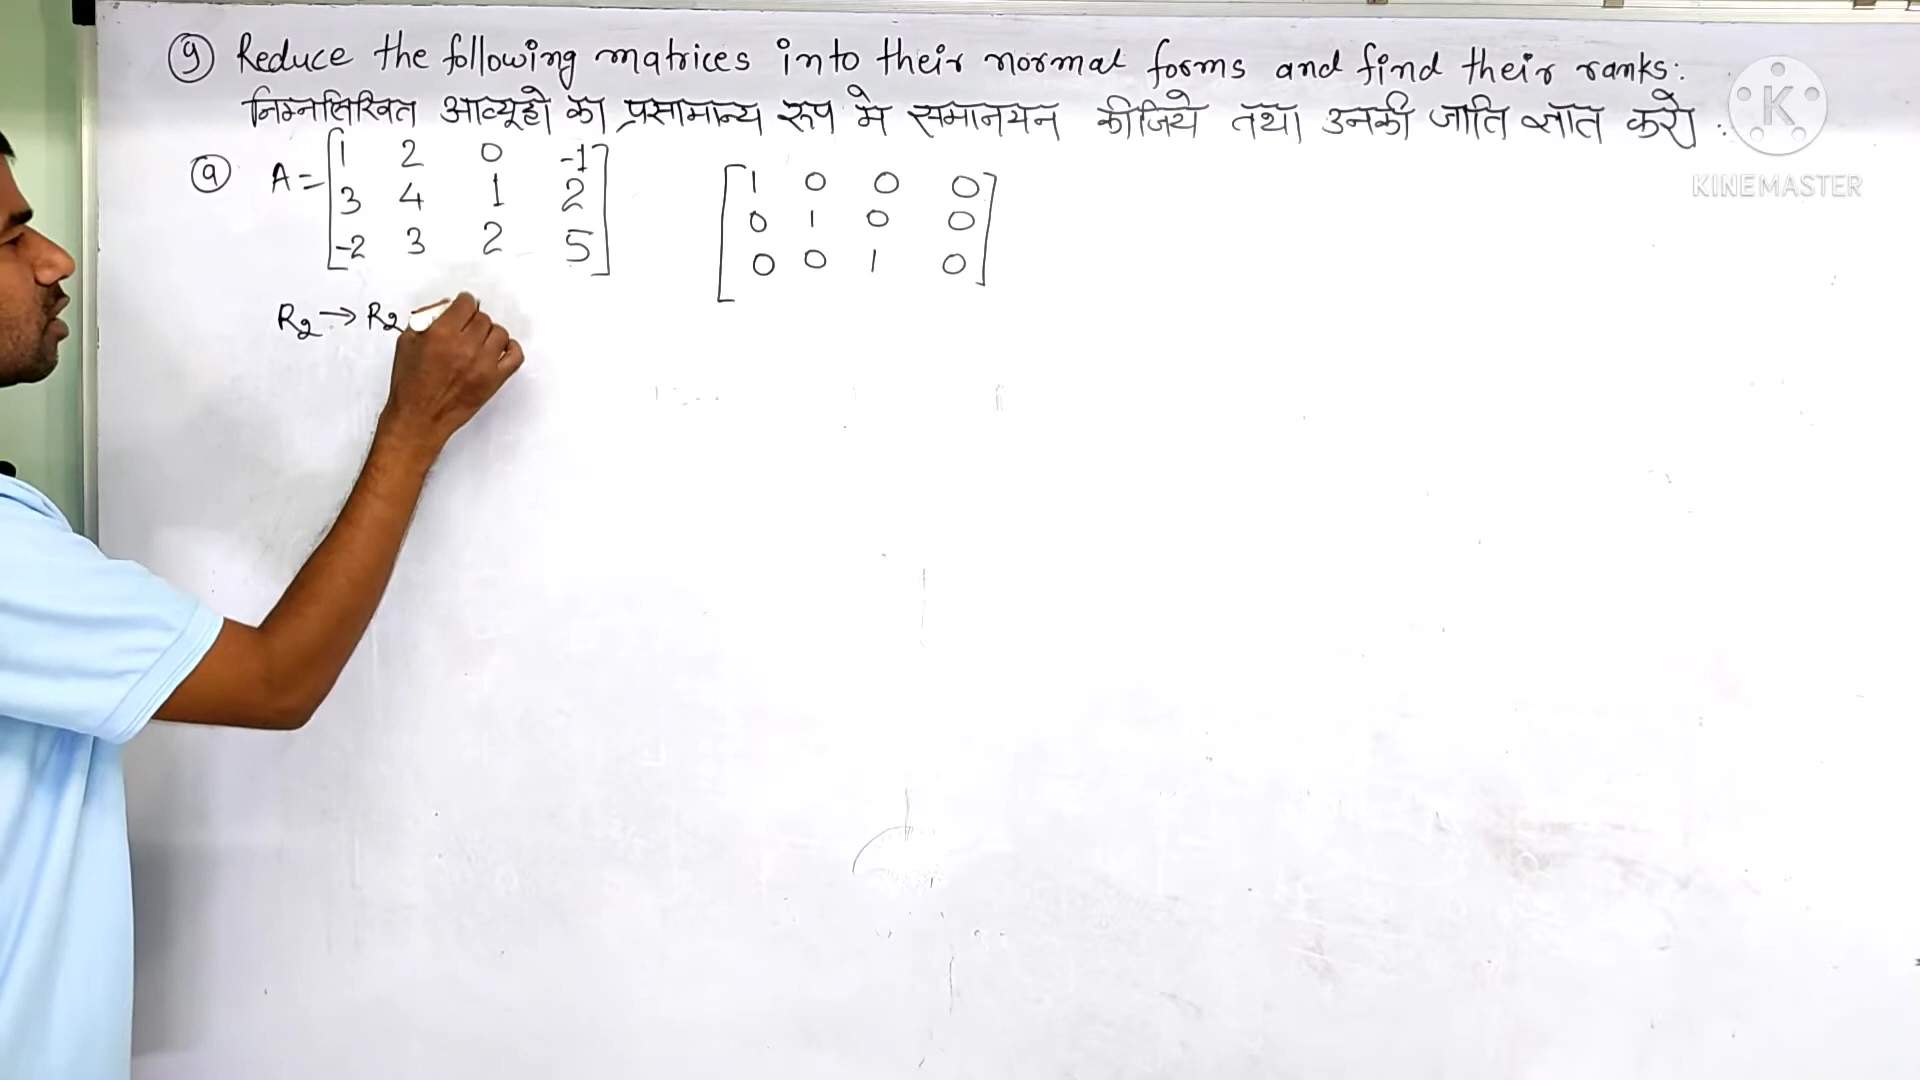 9 Reduce the following matrices into their normal forms and find their ranks:
निम्नलिखित आव्यूहो का प्रसामान्य रूप मे समानयन कीजिये तथा उनकी जाति ज्ञात करो :
a A = [1 2 0 -1]
[3 4 1 2]
[-2 3 2 5]
[1 0 0 0]
[0 1 0 0]
[0 0 1 0]
R2 → R2 -
K
KINEMASTER